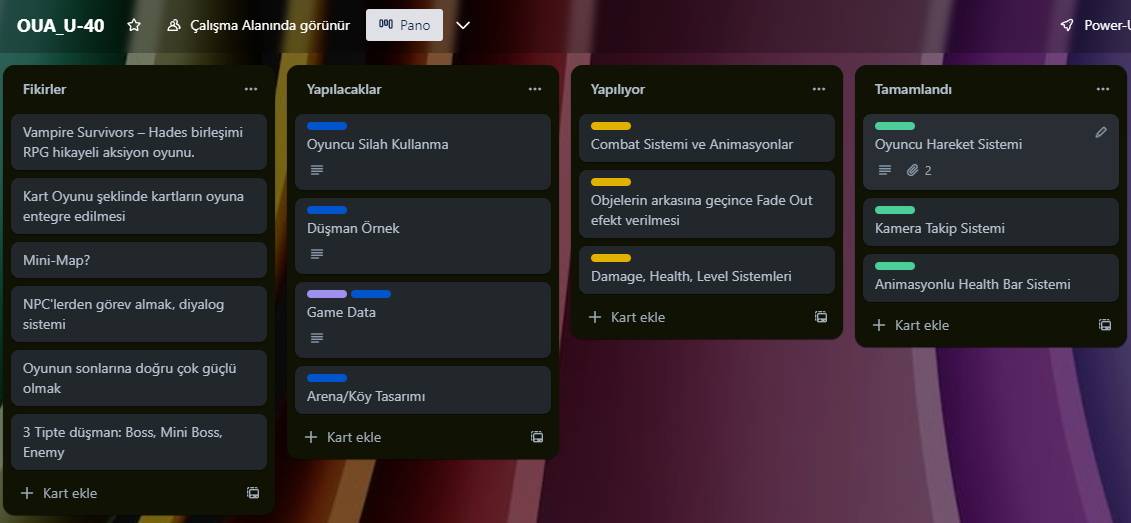 OUA_U-40
Çalışma Alanında görünür
Pano
Fikirler
Vampire Survivors – Hades birleşimi
RPG hikayeli aksiyon oyunu.
Kart Oyunu şeklinde kartların oyuna
entegre edilmesi
Mini-Map?
NPC'lerden görev almak, diyalog
sistemi
Oyunun sonlarına doğru çok güçlü
olmak
3 Tipte düşman: Boss, Mini Boss,
Enemy
Kart ekle
Yapılacaklar
Oyuncu Silah Kullanma
Düşman Örnek
Game Data
Arena/Köy Tasarımı
Kart ekle
Yapılıyor
Combat Sistemi ve Animasyonlar
Objelerin arkasına geçince Fade Out
efekt verilmesi
Damage, Health, Level Sistemleri
Kart ekle
Tamamlandı
Oyuncu Hareket Sistemi
2
Kamera Takip Sistemi
Animasyonlu Health Bar Sistemi
Kart ekle